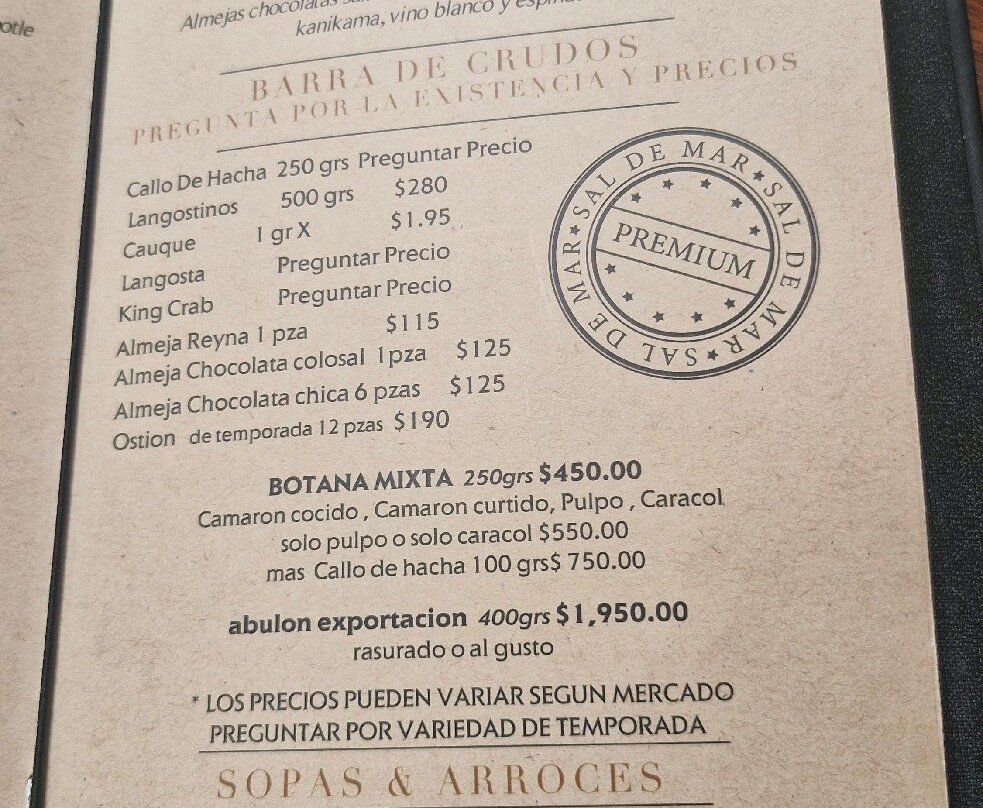 otle
Almejas chocolatas
kanikama, vino blanco y
BARRA DE CRUDOS
PREGUNTA POR LA EXISTENCIA Y PRECIOS
Callo De Hacha 250 grs Preguntar Precio
Langostinos 500 grs $280
Cauque 1 gr X $1.95
Langosta Preguntar Precio
King Crab Preguntar Precio
Almeja Reyna 1 pza $115
Almeja Chocolata colosal 1pza $125
Almeja Chocolata chica 6 pzas $125
Ostion de temporada 12 pzas $190
SAL DE MAR ★ SAL DE MAR ★ SAL DE MAR ★
PREMIUM
BOTANA MIXTA 250grs $450.00
Camaron cocido , Camaron curtido, Pulpo , Caracol
solo pulpo o solo caracol $550.00
mas Callo de hacha 100 grs$ 750.00
abulon exportacion 400grs $1,950.00
rasurado o al gusto
* LOS PRECIOS PUEDEN VARIAR SEGUN MERCADO
PREGUNTAR POR VARIEDAD DE TEMPORADA
SOPAS & ARROCES